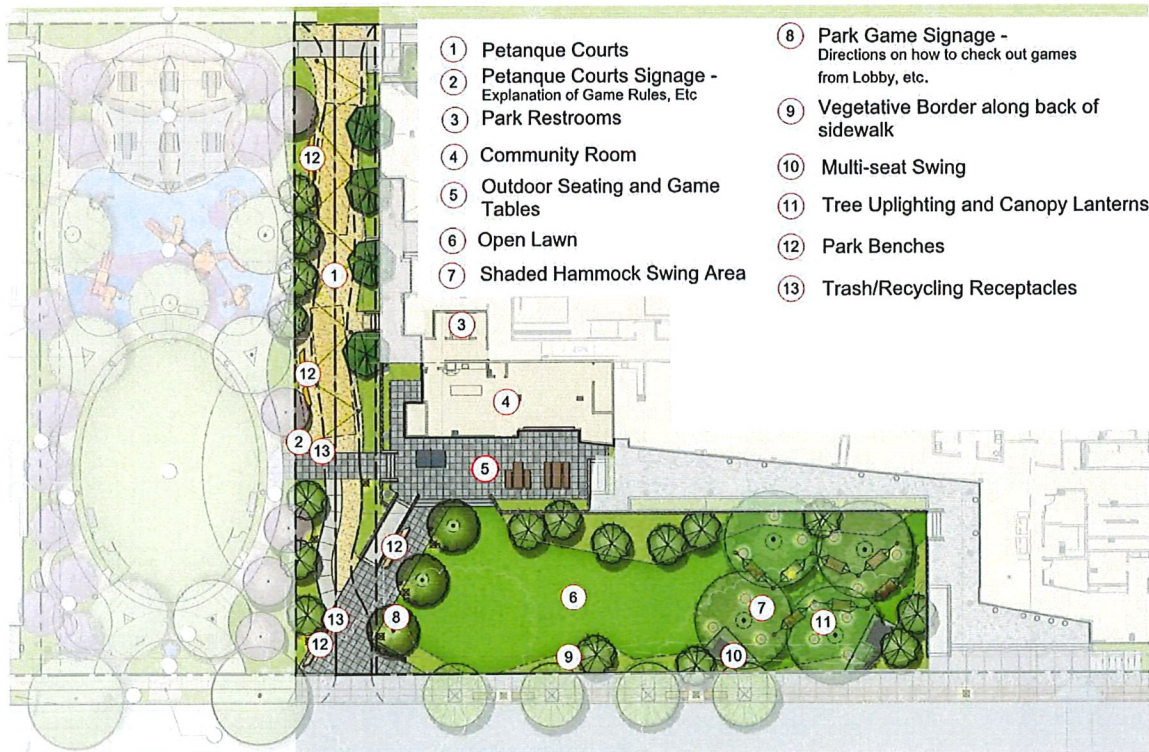 1 Petanque Courts
2 Petanque Courts Signage -
Explanation of Game Rules, Etc
3 Park Restrooms
4 Community Room
5 Outdoor Seating and Game
Tables
6 Open Lawn
7 Shaded Hammock Swing Area
8 Park Game Signage -
Directions on how to check out games
from Lobby, etc.
9 Vegetative Border along back of
sidewalk
10 Multi-seat Swing
11 Tree Uplighting and Canopy Lanterns
12 Park Benches
13 Trash/Recycling Receptacles
12
1
3
12
4
2
13
5
12
6
7
8
13
11
12
9
10